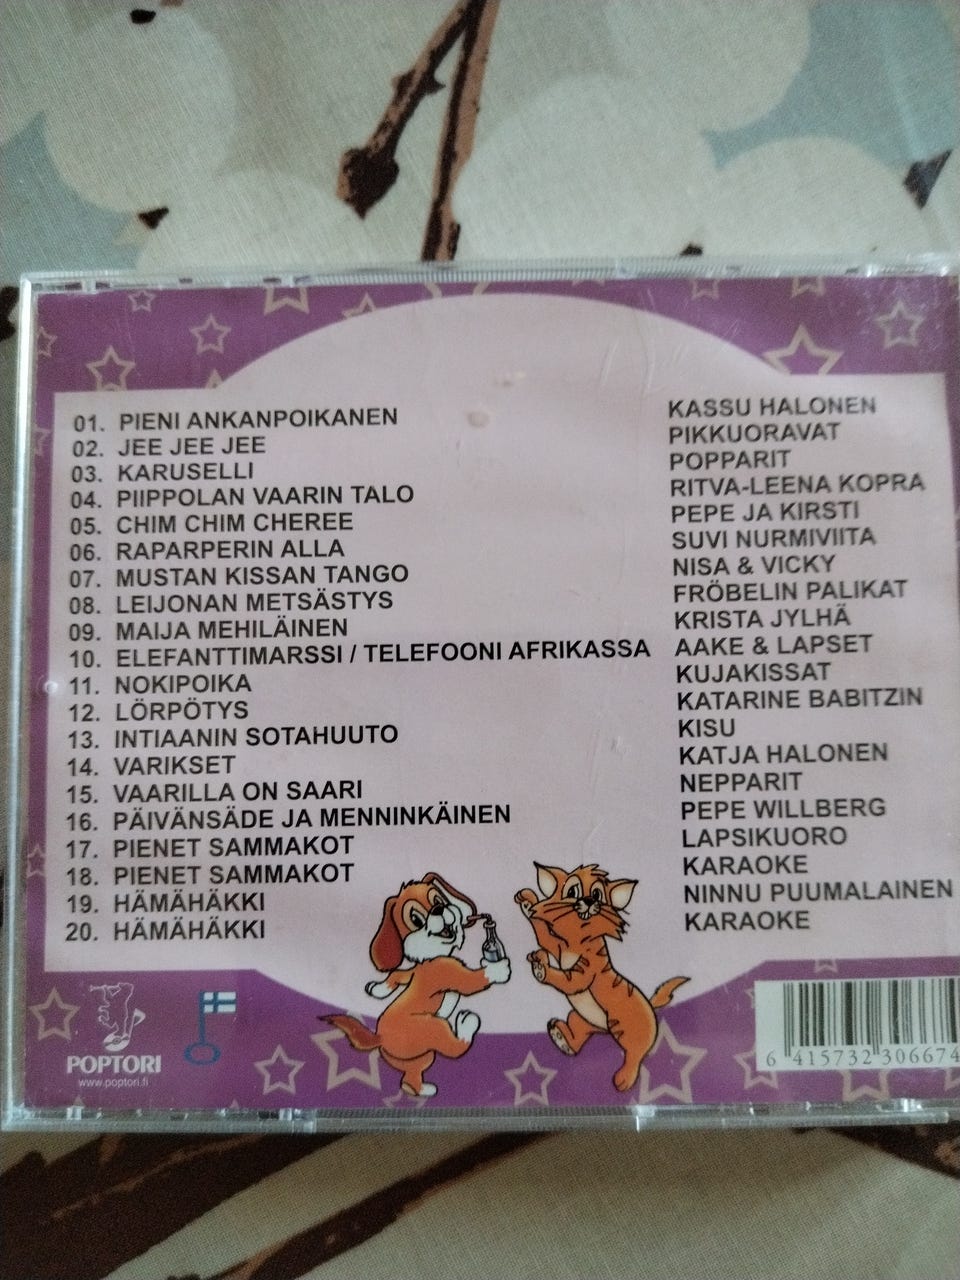 01. PIENI ANKANPOIKANEN KASSU HALONEN
02. JEE JEE JEE PIKKUORAVAT
03. KARUSELLI POPPARIT
04. PIIPPOLAN VAARIN TALO RITVA-LEENA KOPRA
05. CHIM CHIM CHEREE PEPE JA KIRSTI
06. RAPARPERIN ALLA SUVI NURMIVIITA
07. MUSTAN KISSAN TANGO NISA & VICKY
08. LEIJONAN METSÄSTYS FRÖBELIN PALIKAT
09. MAIJA MEHILÄINEN KRISTA JYLHÄ
10. ELEFANTTIMARSSI / TELEFOONI AFRIKASSA AAKE & LAPSET
11. NOKIPOIKA KUJAKISSAT
12. LÖRPÖTYS KATARINE BABITZIN
13. INTIAANIN SOTAHUUTO KISU
14. VARIKSET KATJA HALONEN
15. VAARILLA ON SAARI NEPPARIT
16. PÄIVÄNSÄDE JA MENNINKÄINEN PEPE WILLBERG
17. PIENET SAMMAKOT LAPSIKUORO
18. PIENET SAMMAKOT KARAOKE
19. HÄMÄHÄKKI NINNU PUUMALAINEN
20. HÄMÄHÄKKI KARAOKE
POPTORI
www.poptori.fi
6 415732 306674